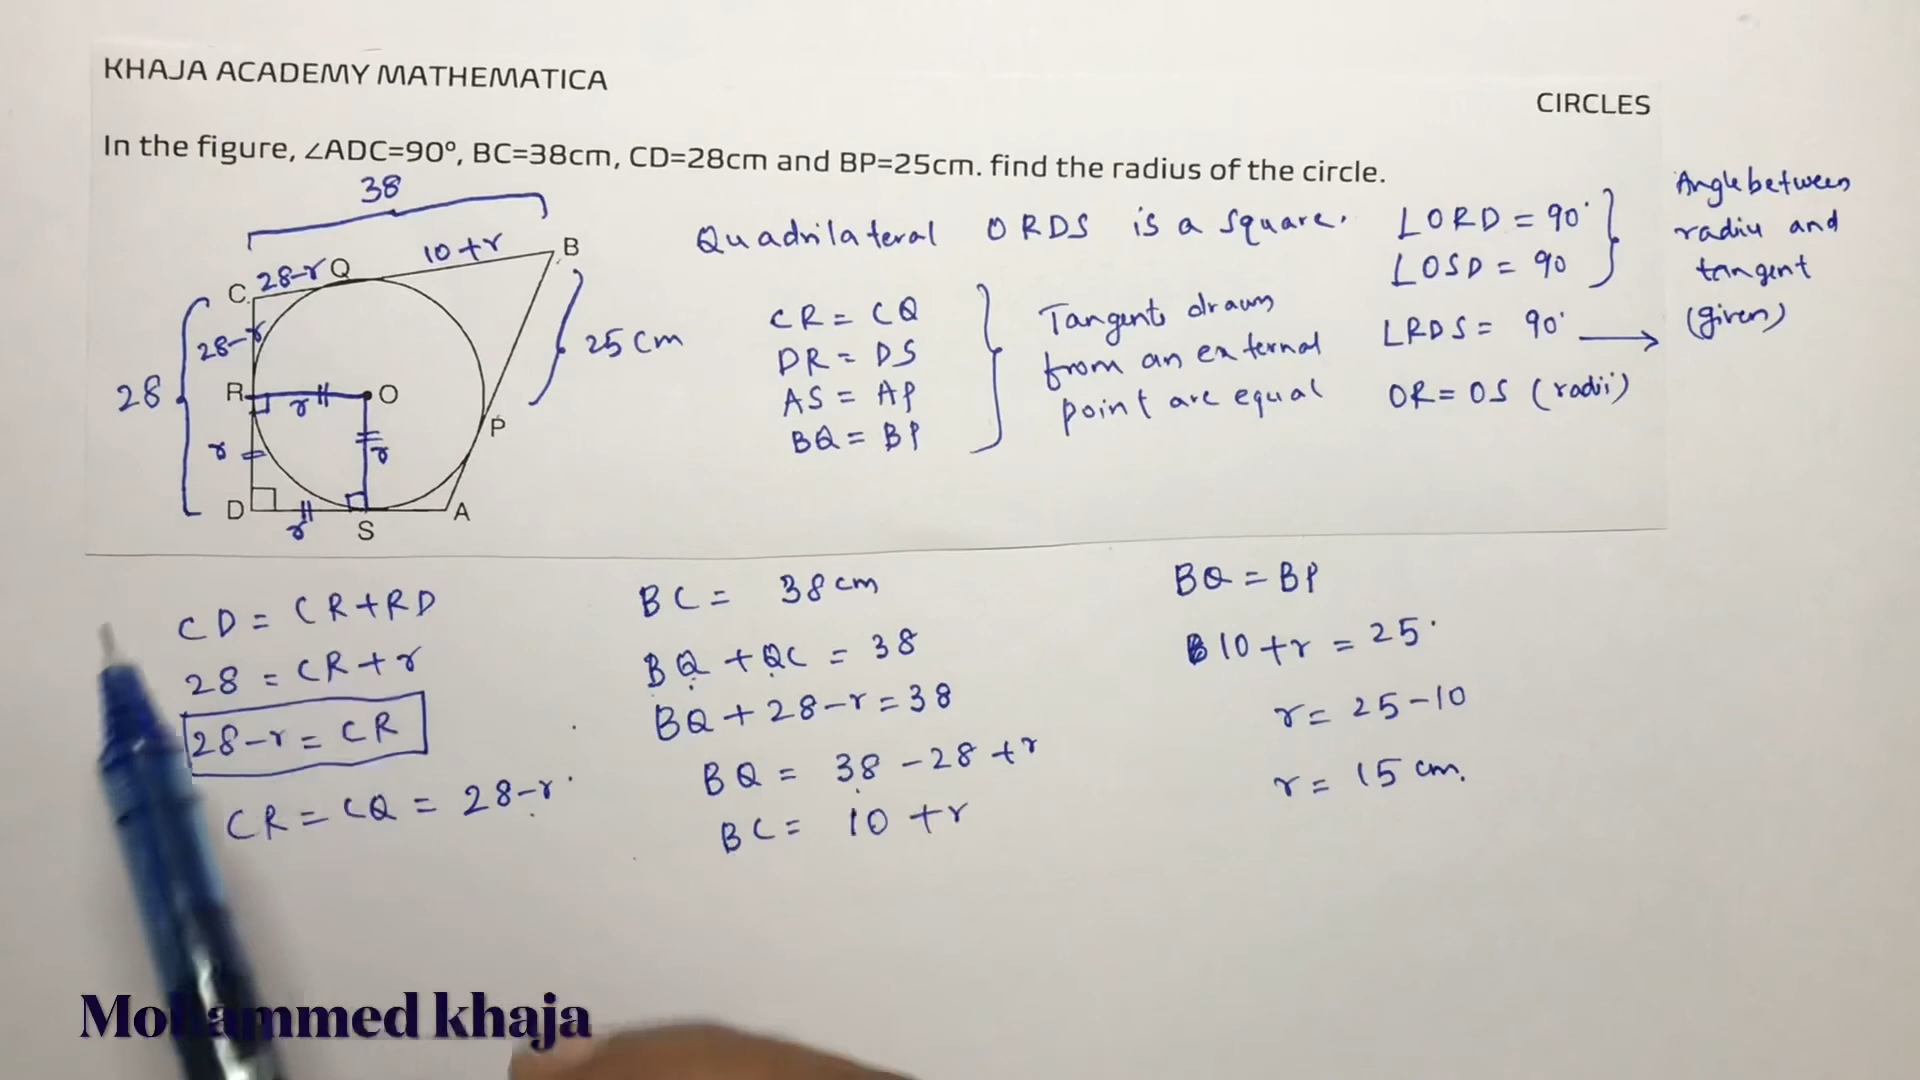 KHAJA ACADEMY MATHEMATICA
CIRCLES
In the figure, ∠ADC=90º, BC=38cm, CD=28cm and BP=25cm. find the radius of the circle.
38
28-r Q 10+r B
C
28-r
28
R
r
O
r
r
D
r
S
A
P
25 cm
Quadrilateral ORDS is a square.
CR = CQ
DR = DS
AS = AP
BQ = BP
Tangents drawn
from an external
point are equal
∠ORD = 90°
∠OSD = 90
∠RDS = 90°
OR = OS (radii)
Angle between
radiu and
tangent
(given)
CD = CR+RD
28 = CR+r
28-r = CR
CR = CQ = 28-r
BC = 38 cm
BQ + QC = 38
BQ + 28-r = 38
BQ = 38 -28 +r
BC = 10 +r
BQ = BP
10 +r = 25
r = 25-10
r = 15 cm.
Mohammed khaja